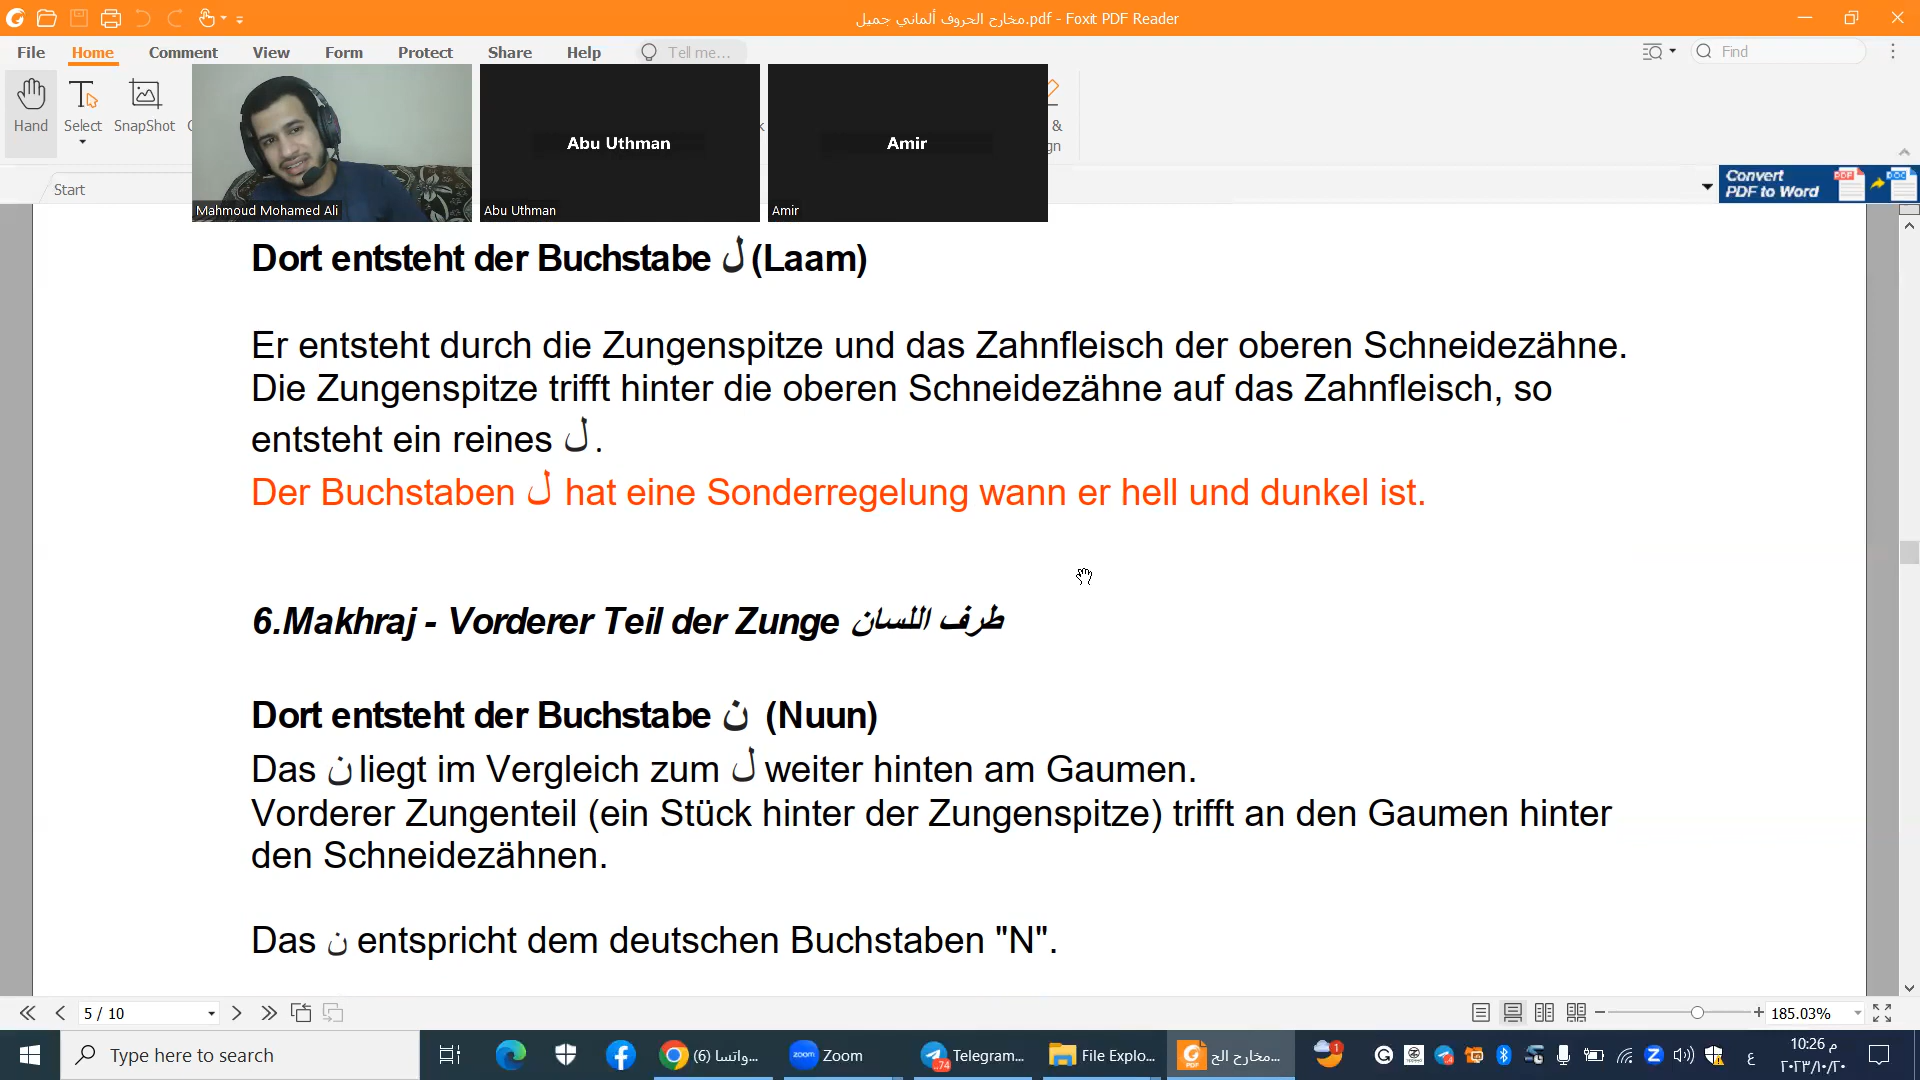 مخارج الحروف ألماني جميل.pdf - Foxit PDF Reader
File Home Comment View Form Protect Share Help Tell me... Find
Hand Select SnapShot
Start
Convert
PDF to Word
Abu Uthman
Amir
Mahmoud Mohamed Ali
Abu Uthman
Amir
Dort entsteht der Buchstabe ل (Laam)
Er entsteht durch die Zungenspitze und das Zahnfleisch der oberen Schneidezähne.
Die Zungenspitze trifft hinter die oberen Schneidezähne auf das Zahnfleisch, so
entsteht ein reines ل .
Der Buchstaben ل hat eine Sonderregelung wann er hell und dunkel ist.
6.Makhraj - Vorderer Teil der Zunge طرف اللسان
Dort entsteht der Buchstabe ن (Nuun)
Das ن liegt im Vergleich zum ل weiter hinten am Gaumen.
Vorderer Zungenteil (ein Stück hinter der Zungenspitze) trifft an den Gaumen hinter
den Schneidezähnen.
Das ن entspricht dem deutschen Buchstaben "N".
5 / 10
185.03%
Type here to search
(6) واتسا...
Zoom
Telegram...
File Explo...
مخارج الح...
ع
10:26 م
٢٠٢٣/١٠/٢٠